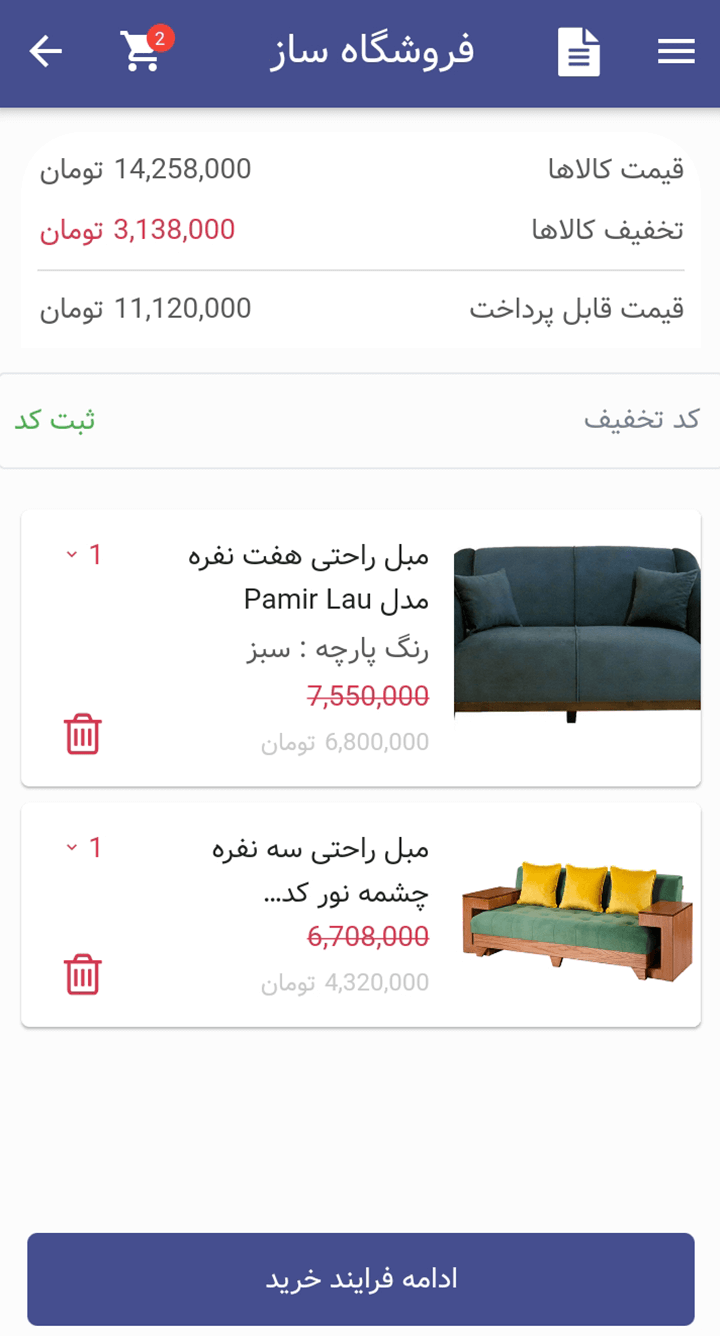 فروشگاه ساز
2
قیمت کالاها 14,258,000 تومان
تخفیف کالاها 3,138,000 تومان
قیمت قابل پرداخت 11,120,000 تومان
کد تخفیف ثبت کد
مبل راحتی هفت نفره 1
مدل Pamir Lau
رنگ پارچه : سبز
7,550,000
6,800,000 تومان
مبل راحتی سه نفره 1
چشمه نور کد...
6,708,000
4,320,000 تومان
ادامه فرایند خرید